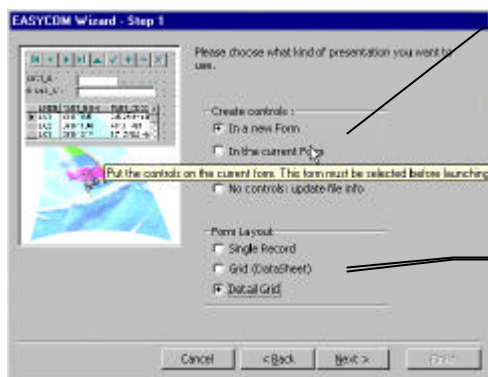 EASYCOM Wizard - Step 1
Please choose what kind of presentation you want to
use.
Create controls :
In a new Form
In the current Form
Put the controls on the current form. This form must be selected before launching
No controls: update file info
Form Layout
Single Record
Grid (DataSheet)
Detail Grid
Cancel
< Back
Next >